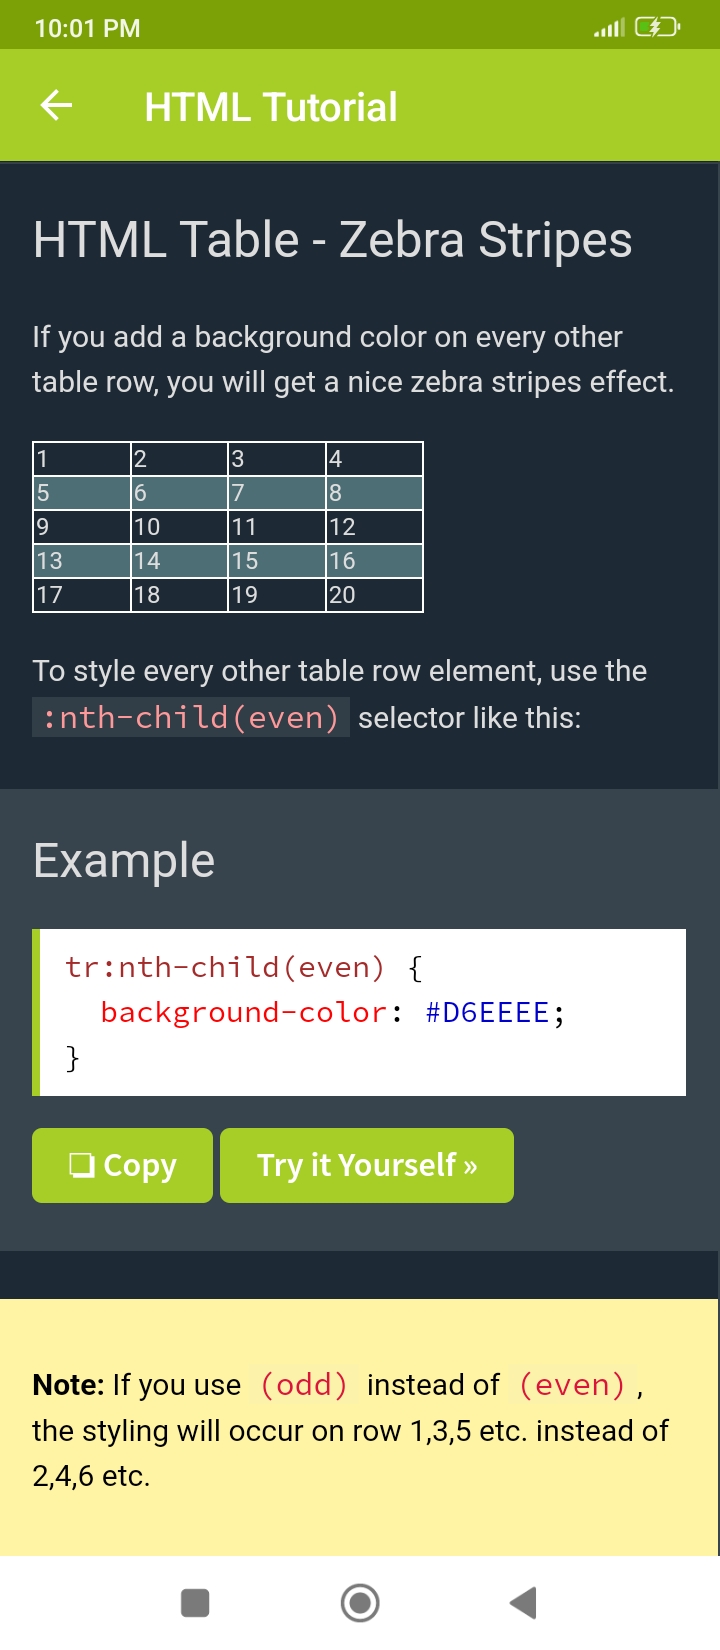 10:01 PM
HTML Tutorial
HTML Table - Zebra Stripes
If you add a background color on every other
table row, you will get a nice zebra stripes effect.
1 2 3 4
5 6 7 8
9 10 11 12
13 14 15 16
17 18 19 20
To style every other table row element, use the
:nth-child(even) selector like this:
Example
tr:nth-child(even) {
  background-color: #D6EEEE;
}
❏ Copy Try it Yourself »
Note: If you use (odd) instead of (even),
the styling will occur on row 1,3,5 etc. instead of
2,4,6 etc.